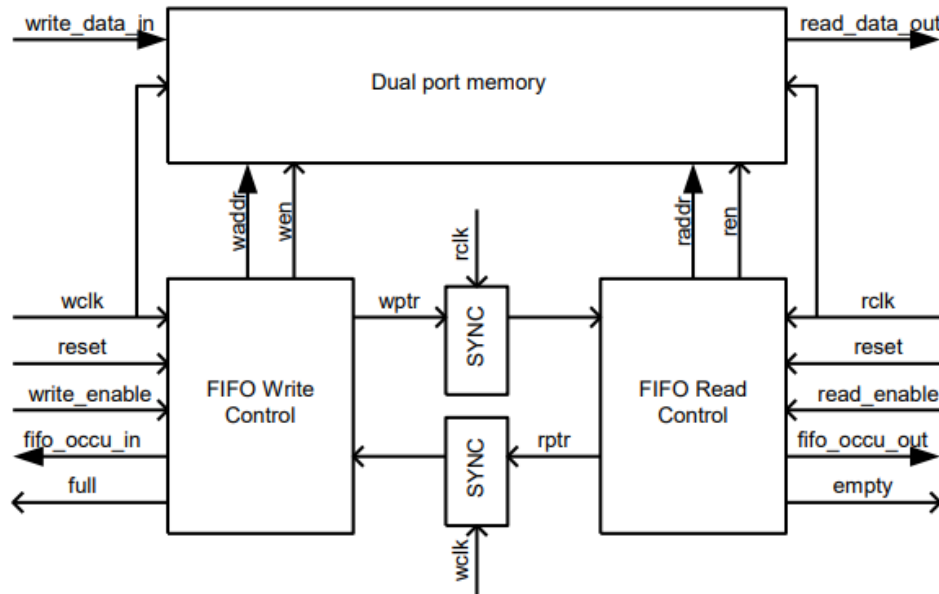 write_data_in
read_data_out
Dual port memory
waddr
wen
rclk
raddr
ren
wclk
wptr
SYNC
rclk
reset
reset
FIFO Write
Control
FIFO Read
Control
write_enable
read_enable
fifo_occu_in
SYNC
rptr
fifo_occu_out
full
empty
wclk